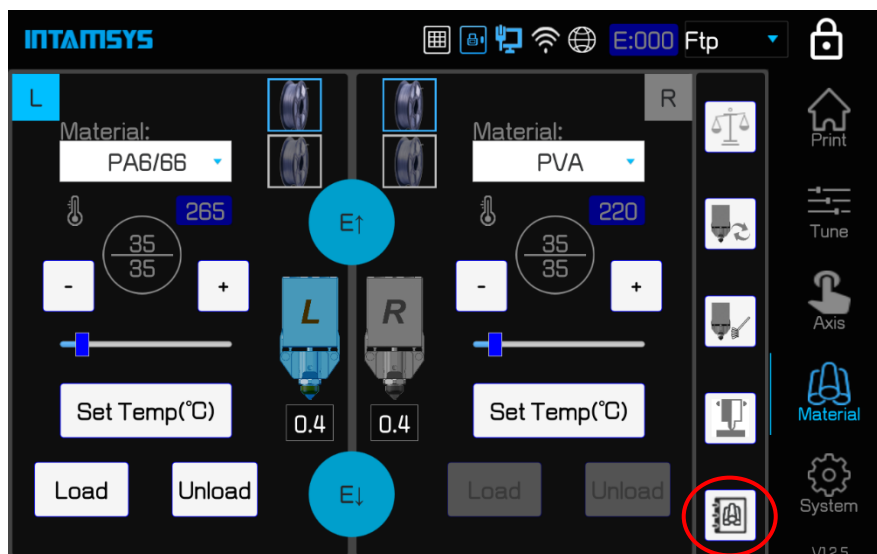 INTAMSYS
E:000
Ftp
L
Material:
PA6/66
265
35
35
-
+
Set Temp(℃)
Load
Unload
E↑
L
R
0.4
0.4
E↓
R
Material:
PVA
220
35
35
-
+
Set Temp(℃)
Load
Unload
Print
Tune
Axis
Material
System